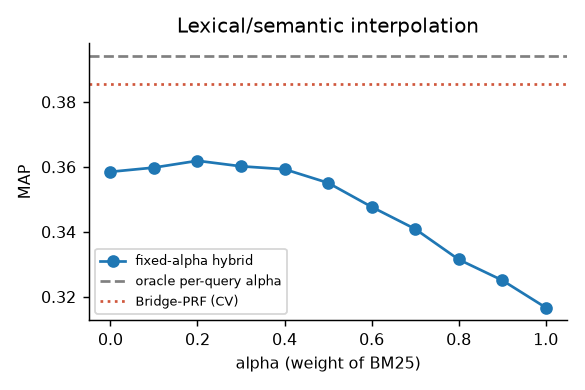 Lexical/semantic interpolation
MAP
0.38
0.36
0.34
0.32
fixed-alpha hybrid
oracle per-query alpha
Bridge-PRF (CV)
0.0 0.2 0.4 0.6 0.8 1.0
alpha (weight of BM25)